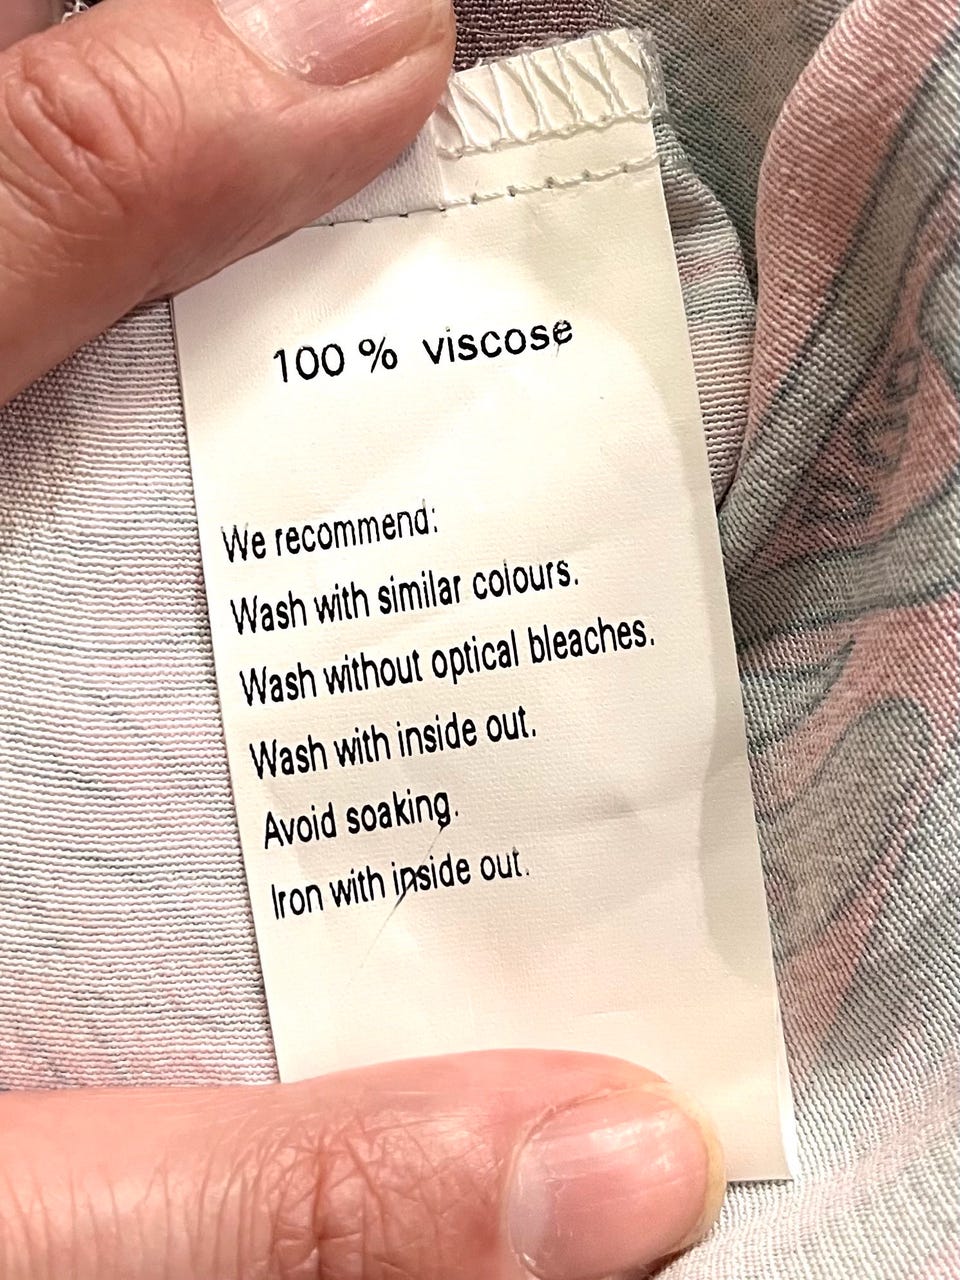 100 % viscose
We recommend:
Wash with similar colours.
Wash without optical bleaches.
Wash with inside out.
Avoid soaking.
Iron with inside out.